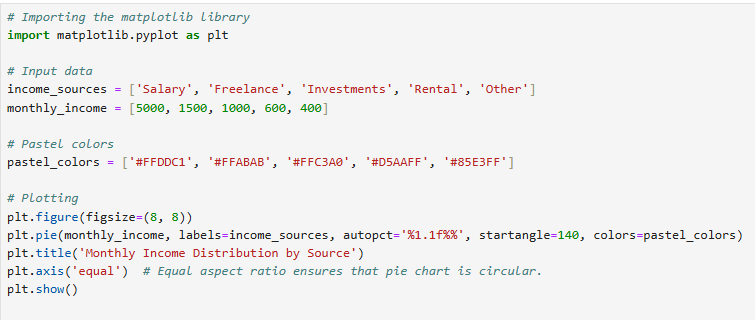 # Importing the matplotlib library
import matplotlib.pyplot as plt
# Input data
income_sources = ['Salary', 'Freelance', 'Investments', 'Rental', 'Other']
monthly_income = [5000, 1500, 1000, 600, 400]
# Pastel colors
pastel_colors = ['#FFDDC1', '#FFABAB', '#FFC3A0', '#D5AAFF', '#85E3FF']
# Plotting
plt.figure(figsize=(8, 8))
plt.pie(monthly_income, labels=income_sources, autopct='%1.1f%%', startangle=140, colors=pastel_colors)
plt.title('Monthly Income Distribution by Source')
plt.axis('equal')  # Equal aspect ratio ensures that pie chart is circular.
plt.show()